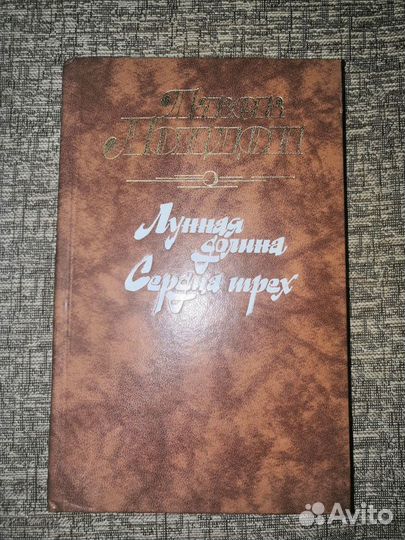 Джек
Лондон
Лунная
долина
Сердца трех
Avito